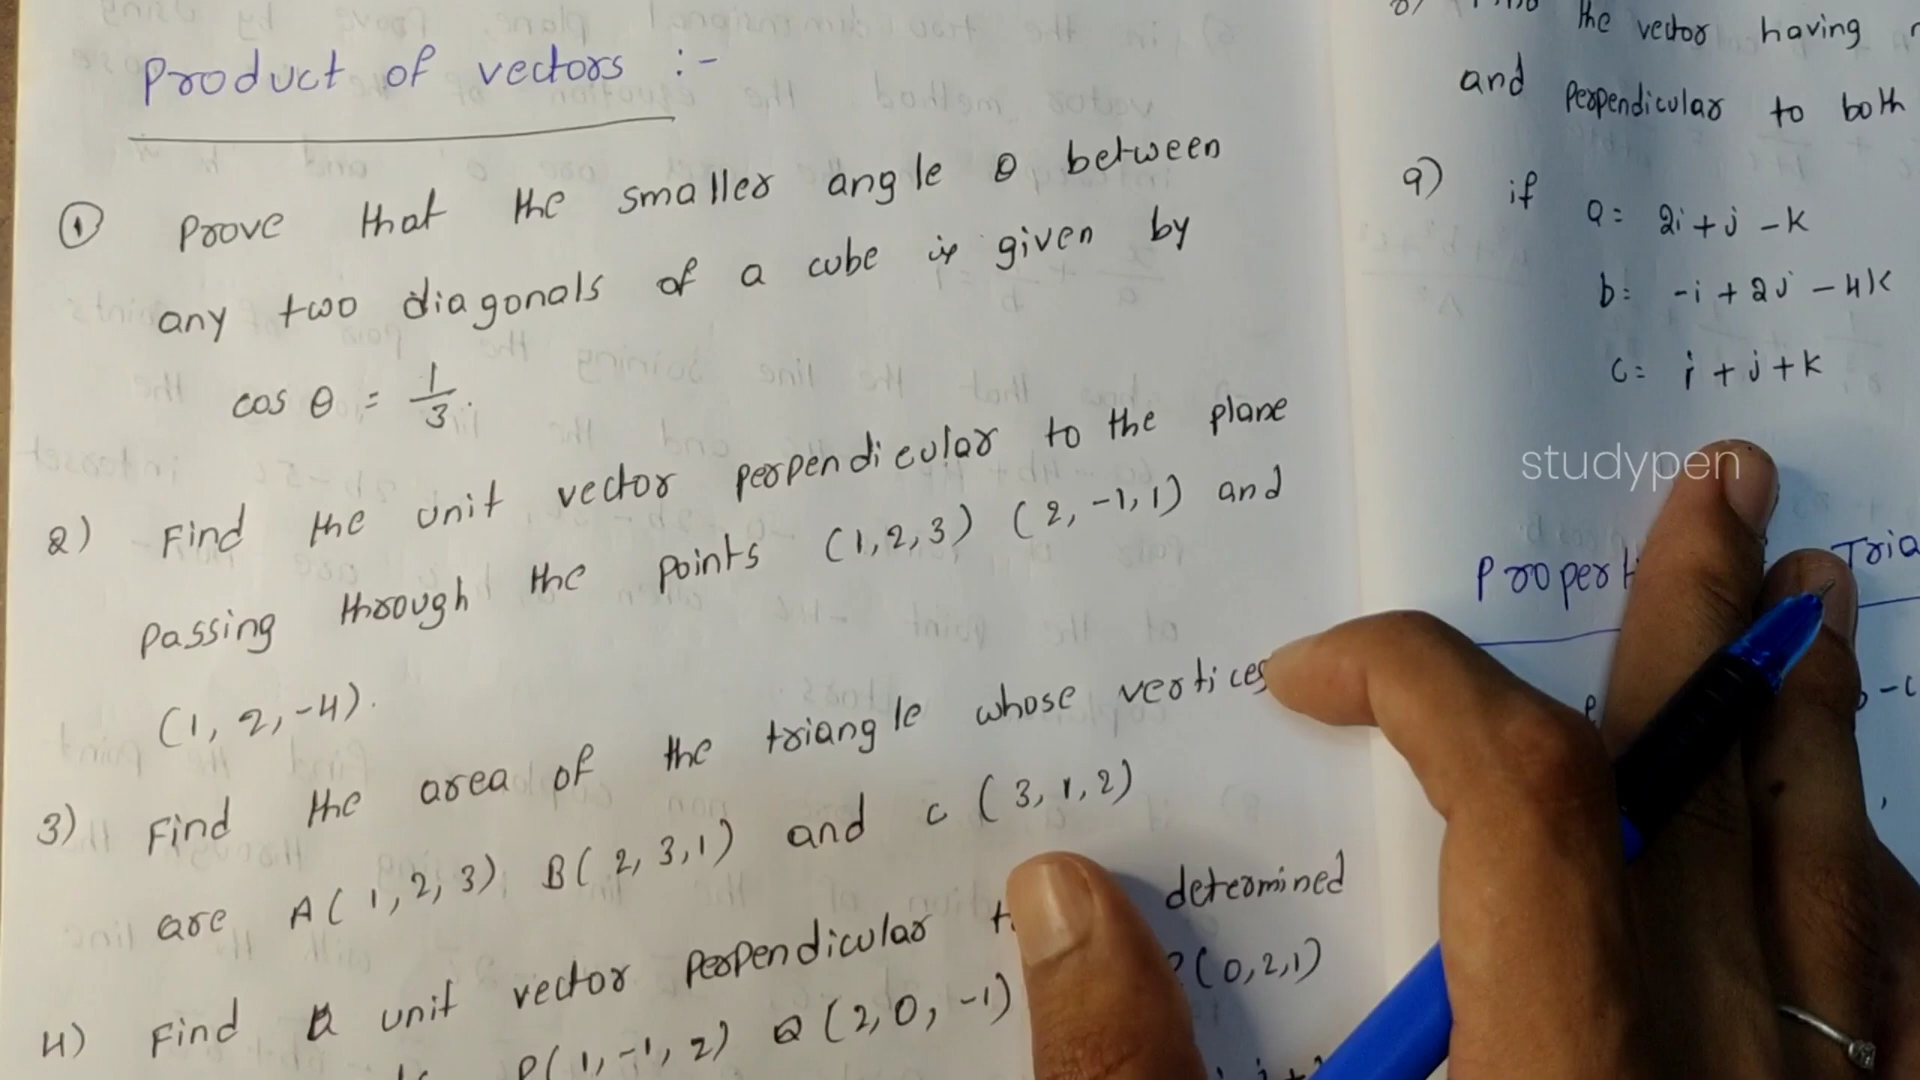 Product of vectors :-
① Prove that the smaller angle θ between
any two diagonals of a cube is given by
cos θ = 1/3.
2) Find the unit vector perpendicular to the plane
passing through the points (1,2,3) (2,-1,1) and
(1, 2, -4).
3) Find the area of the triangle whose vertices
are A(1,2,3) B(2,3,1) and c (3,1,2)
4) Find a unit vector perpendicular determined
P(1,-1,2) Q(2,0,-1) (0,2,1)
the vector having
and perpendicular to both
9) if a= 2i+j-k
b= -i+2j-4k
c= i+j+k
studypen